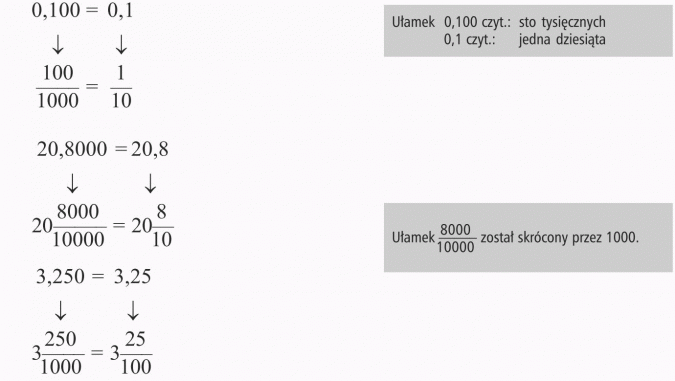 0,100 = 0,1
Ułamek 0,100 czyt.: sto tysięcznych
0,1 czyt.: jedna dziesiąta
↓ ↓
100/1000 = 1/10
20,8000 = 20,8
↓ ↓
20 8000/10000 = 20 8/10
Ułamek 8000/10000 został skrócony przez 1000.
3,250 = 3,25
↓ ↓
3 250/1000 = 3 25/100